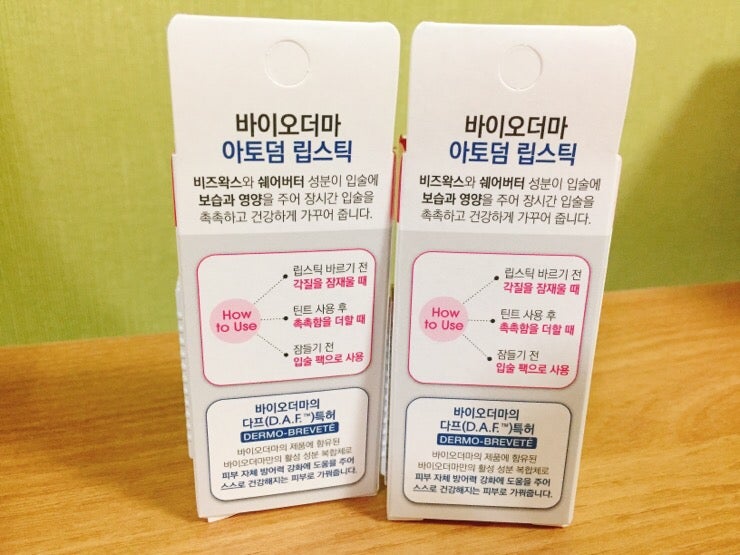 바이오더마
아토덤 립스틱
비즈왁스와 쉐어버터 성분이 입술에
보습과 영양을 주어 장시간 입술을
촉촉하고 건강하게 가꾸어 줍니다.
How
to Use
립스틱 바르기 전
각질을 잠재울 때
틴트 사용 후
촉촉함을 더할 때
잠들기 전
입술 팩으로 사용
바이오더마의
다프(D.A.F.™)특허
DERMO-BREVETÉ
바이오더마의 제품에 함유된
바이오더마만의 활성 성분 복합체로
피부 자체 방어력 강화에 도움을 주어
스스로 건강해지는 피부로 가꿔줍니다.
바이오더마
아토덤 립스틱
비즈왁스와 쉐어버터 성분이 입술에
보습과 영양을 주어 장시간 입술을
촉촉하고 건강하게 가꾸어 줍니다.
How
to Use
립스틱 바르기 전
각질을 잠재울 때
틴트 사용 후
촉촉함을 더할 때
잠들기 전
입술 팩으로 사용
바이오더마의
다프(D.A.F.™)특허
DERMO-BREVETÉ
바이오더마의 제품에 함유된
바이오더마만의 활성 성분 복합체로
피부 자체 방어력 강화에 도움을 주어
스스로 건강해지는 피부로 가꿔줍니다.